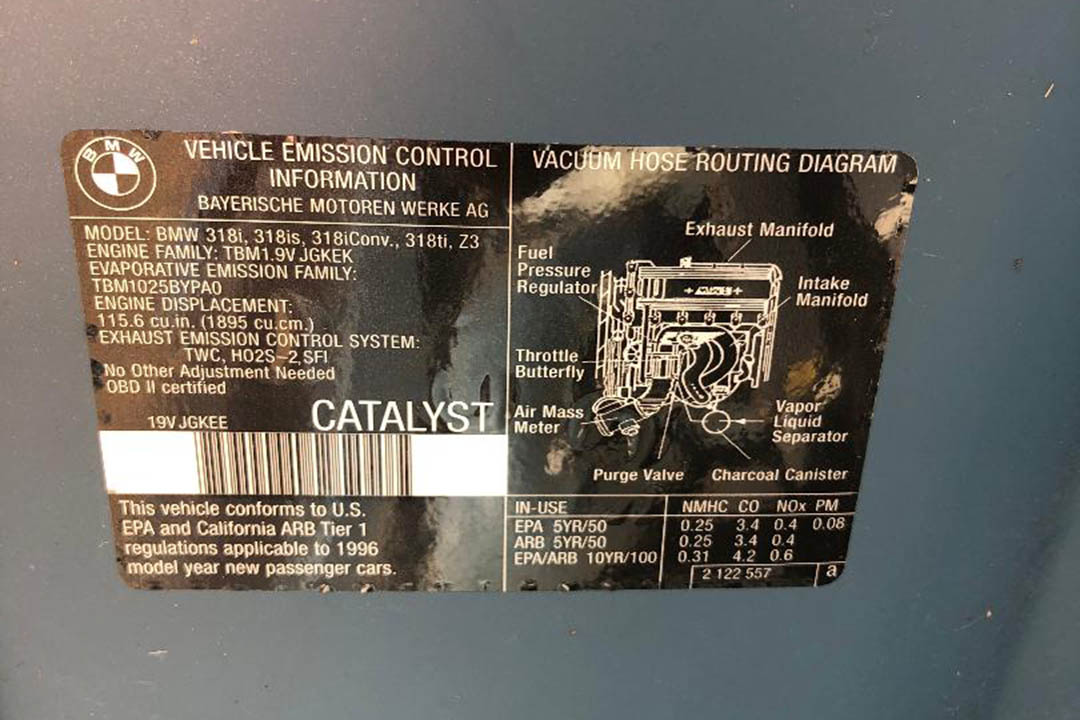 BMW
VEHICLE EMISSION CONTROL
INFORMATION
BAYERISCHE MOTOREN WERKE AG
MODEL: BMW 318i, 318is, 318iConv., 318ti, Z3
ENGINE FAMILY: TBM1.9VJGKEK
EVAPORATIVE EMISSION FAMILY:
TBM1025BYPA0
ENGINE DISPLACEMENT:
115.6 cu.in. (1895 cu.cm.)
EXHAUST EMISSION CONTROL SYSTEM:
TWC, HO2S-2, SFI
No Other Adjustment Needed
OBD II certified
19VJGKEE
CATALYST
This vehicle conforms to U.S.
EPA and California ARB Tier 1
regulations applicable to 1996
model year new passenger cars.
VACUUM HOSE ROUTING DIAGRAM
Exhaust Manifold
Fuel
Pressure
Regulator
Intake
Manifold
Throttle
Butterfly
Air Mass
Meter
Vapor
Liquid
Separator
Purge Valve
Charcoal Canister
IN-USE NMHC CO NOx PM
EPA 5YR/50 0.25 3.4 0.4 0.08
ARB 5YR/50 0.25 3.4 0.4
EPA/ARB 10YR/100 0.31 4.2 0.6
2 122 557 a